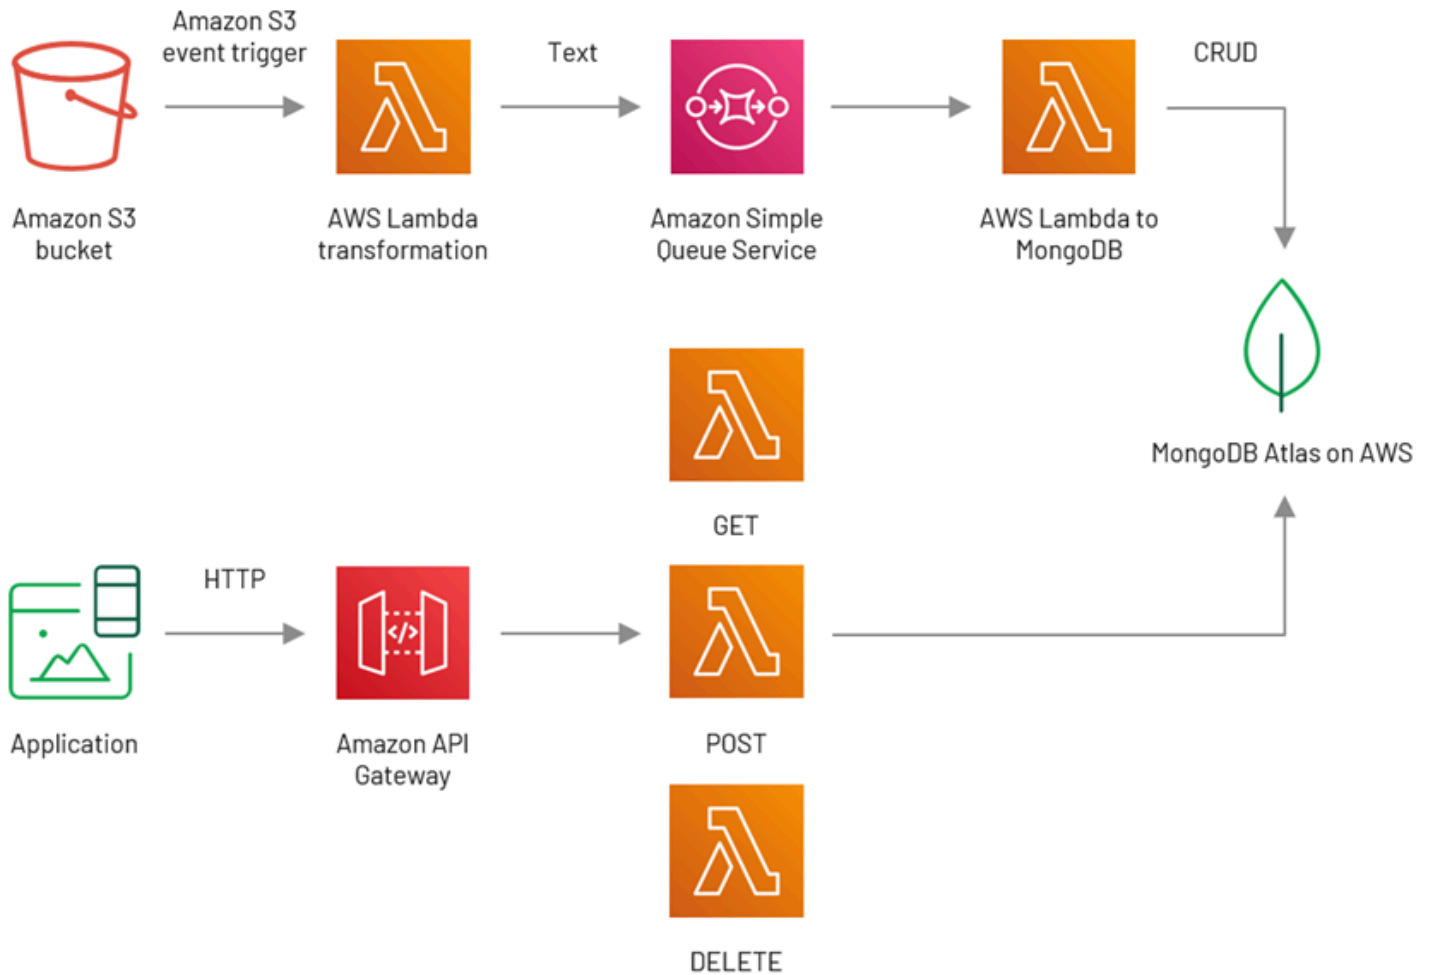 Amazon S3
event trigger
Text
CRUD
Amazon S3
bucket
AWS Lambda
transformation
Amazon Simple
Queue Service
AWS Lambda to
MongoDB
MongoDB Atlas on AWS
GET
HTTP
</>
Application
Amazon API
Gateway
POST
DELETE